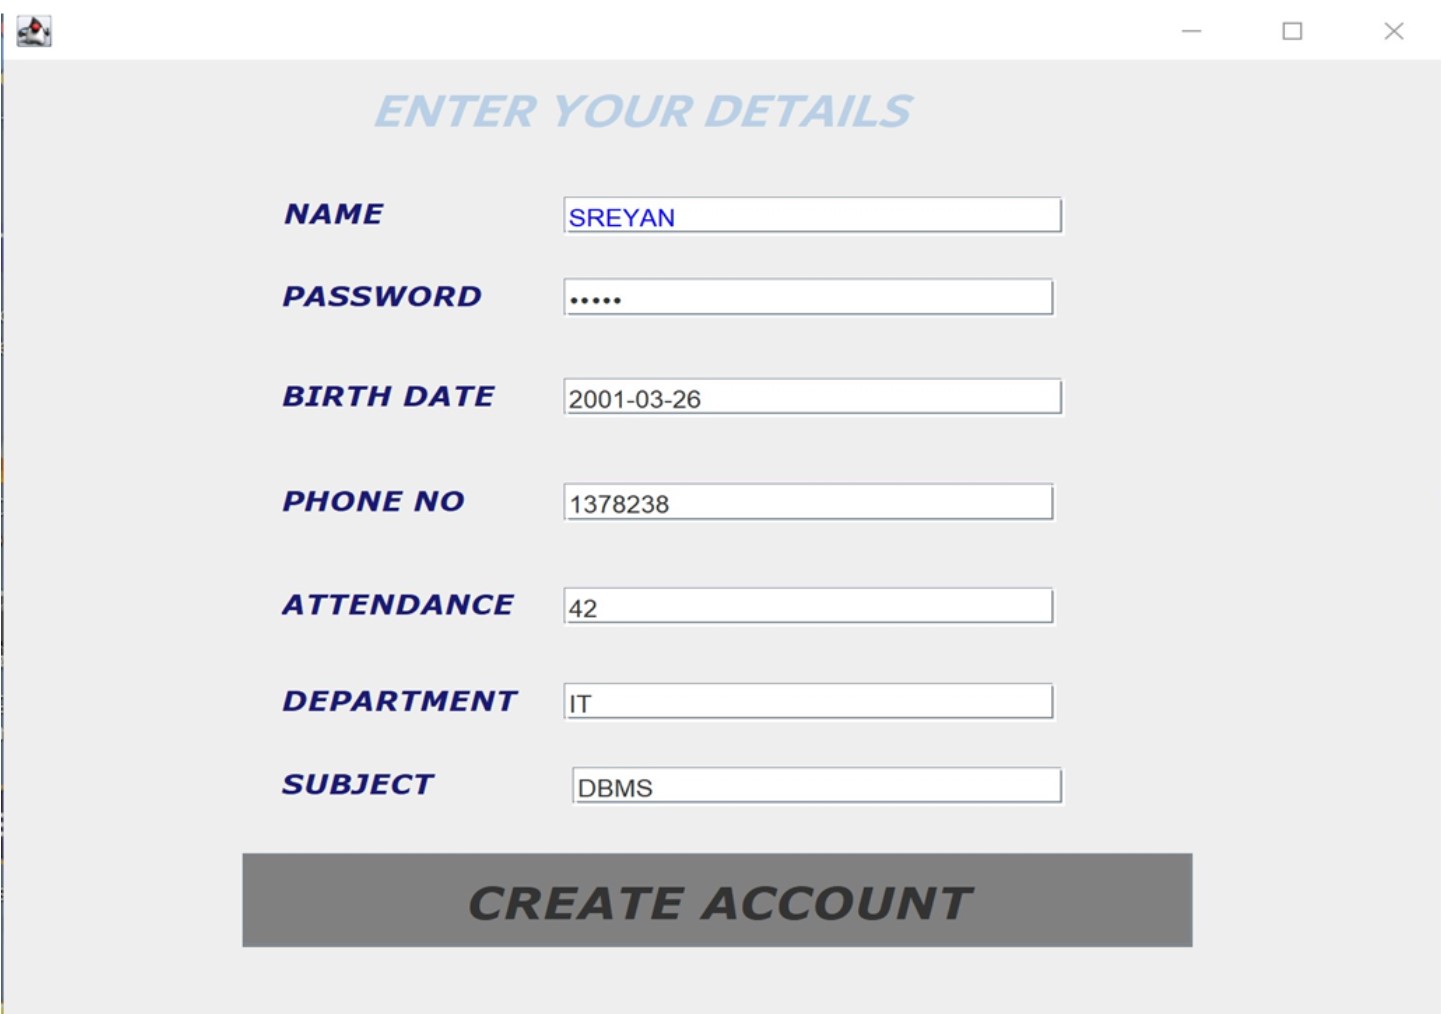 ENTER YOUR DETAILS
NAME SREYAN
PASSWORD •••••
BIRTH DATE 2001-03-26
PHONE NO 1378238
ATTENDANCE 42
DEPARTMENT IT
SUBJECT DBMS
CREATE ACCOUNT